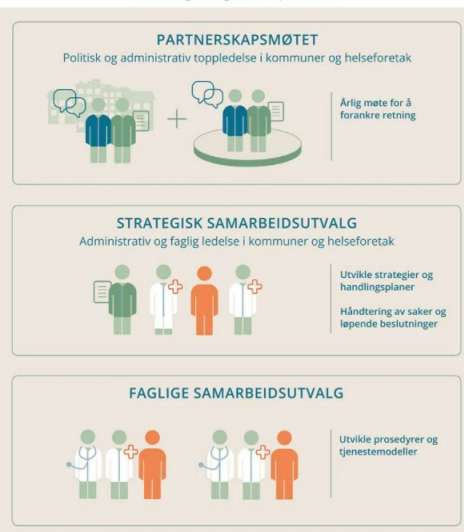 PARTNERSKAPSMØTET
Politisk og administrativ toppledelse i kommuner og helseforetak
Årlig møte for å
forankre retning
STRATEGISK SAMARBEIDSUTVALG
Administrativ og faglig ledelse i kommuner og helseforetak
Utvikle strategier og
handlingsplaner
Håndtering av saker og
løpende beslutninger
FAGLIGE SAMARBEIDSUTVALG
Utvikle prosedyrer og
tjenestemodeller